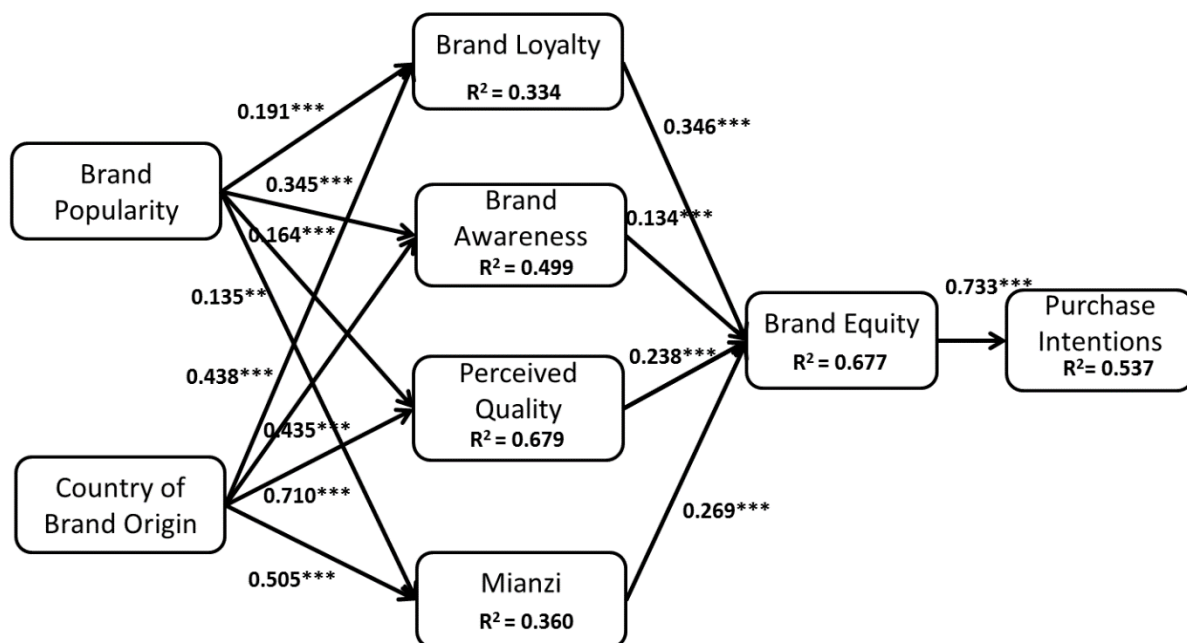 Brand Loyalty
R² = 0.334
0.191***
0.346***
Brand
Popularity
0.345***
Brand
Awareness
R² = 0.499
0.134***
0.164***
0.135**
Brand Equity
R² = 0.677
0.733***
Purchase
Intentions
R²= 0.537
0.438***
Perceived
Quality
R² = 0.679
0.238***
0.435***
Country of
Brand Origin
0.710***
0.269***
0.505***
Mianzi
R² = 0.360